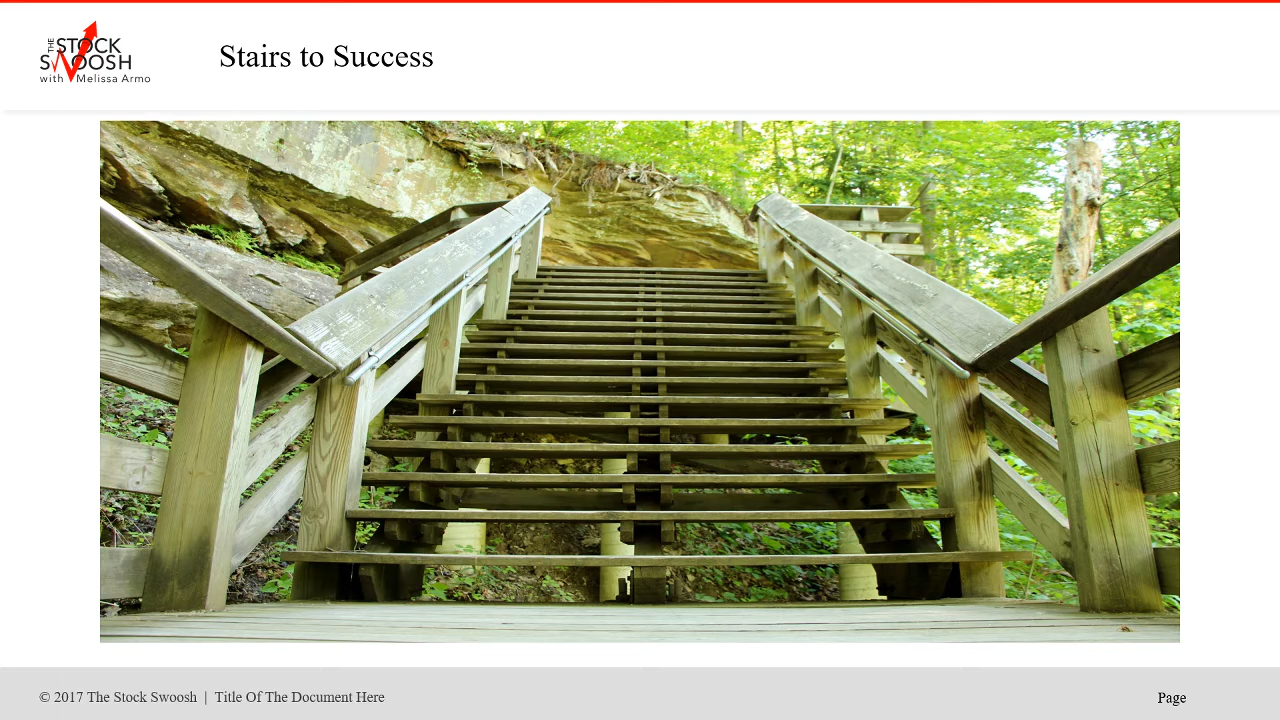 THE STOCK
SWOOSH
with Melissa Armo
Stairs to Success
© 2017 The Stock Swoosh | Title Of The Document Here
Page